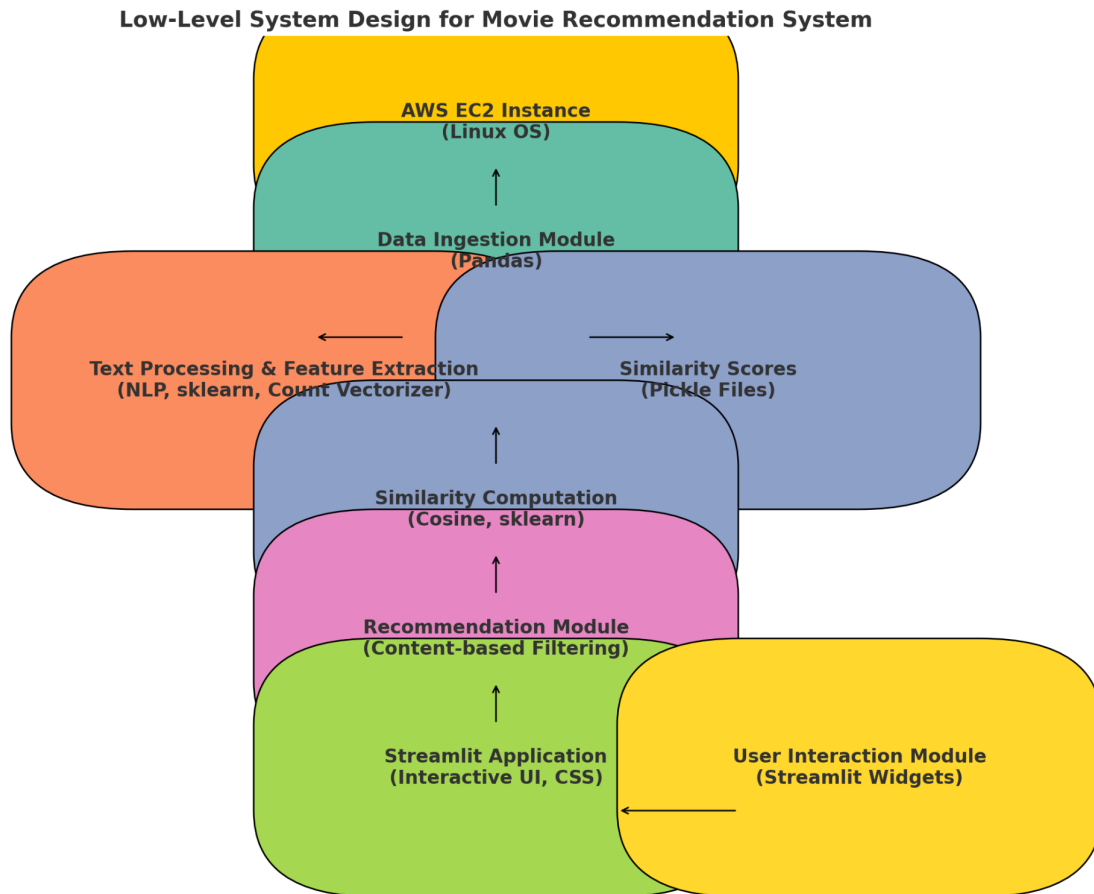 Low-Level System Design for Movie Recommendation System
AWS EC2 Instance
(Linux OS)
Data Ingestion Module
(Pandas)
Text Processing & Feature Extraction
(NLP, sklearn, Count Vectorizer)
Similarity Scores
(Pickle Files)
Similarity Computation
(Cosine, sklearn)
Recommendation Module
(Content-based Filtering)
Streamlit Application
(Interactive UI, CSS)
User Interaction Module
(Streamlit Widgets)